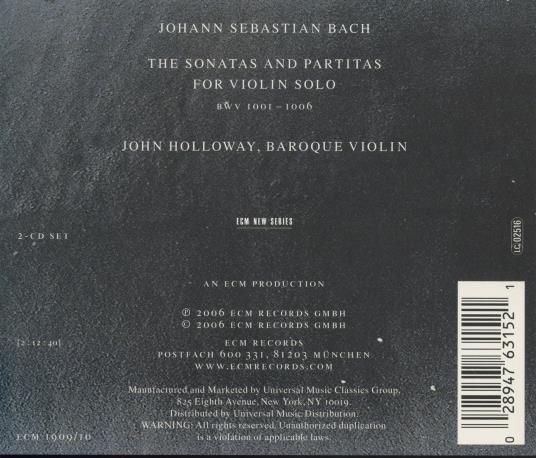 JOHANN SEBASTIAN BACH
THE SONATAS AND PARTITAS
FOR VIOLIN SOLO
BWV 1001–1006
JOHN HOLLOWAY, BAROQUE VIOLIN
ECM NEW SERIES
2-CD SET
LC 02516
AN ECM PRODUCTION
℗ 2006 ECM RECORDS GMBH
© 2006 ECM RECORDS GMBH
[2:12:40]
ECM RECORDS
POSTFACH 600 331, 81203 MÜNCHEN
WWW.ECMRECORDS.COM
Manufactured and Marketed by Universal Music Classics Group,
825 Eighth Avenue, New York, NY 10019.
Distributed by Universal Music Distribution.
WARNING: All rights reserved. Unauthorized duplication
is a violation of applicable laws.
ECM 1909/10
0 28947 63152 1